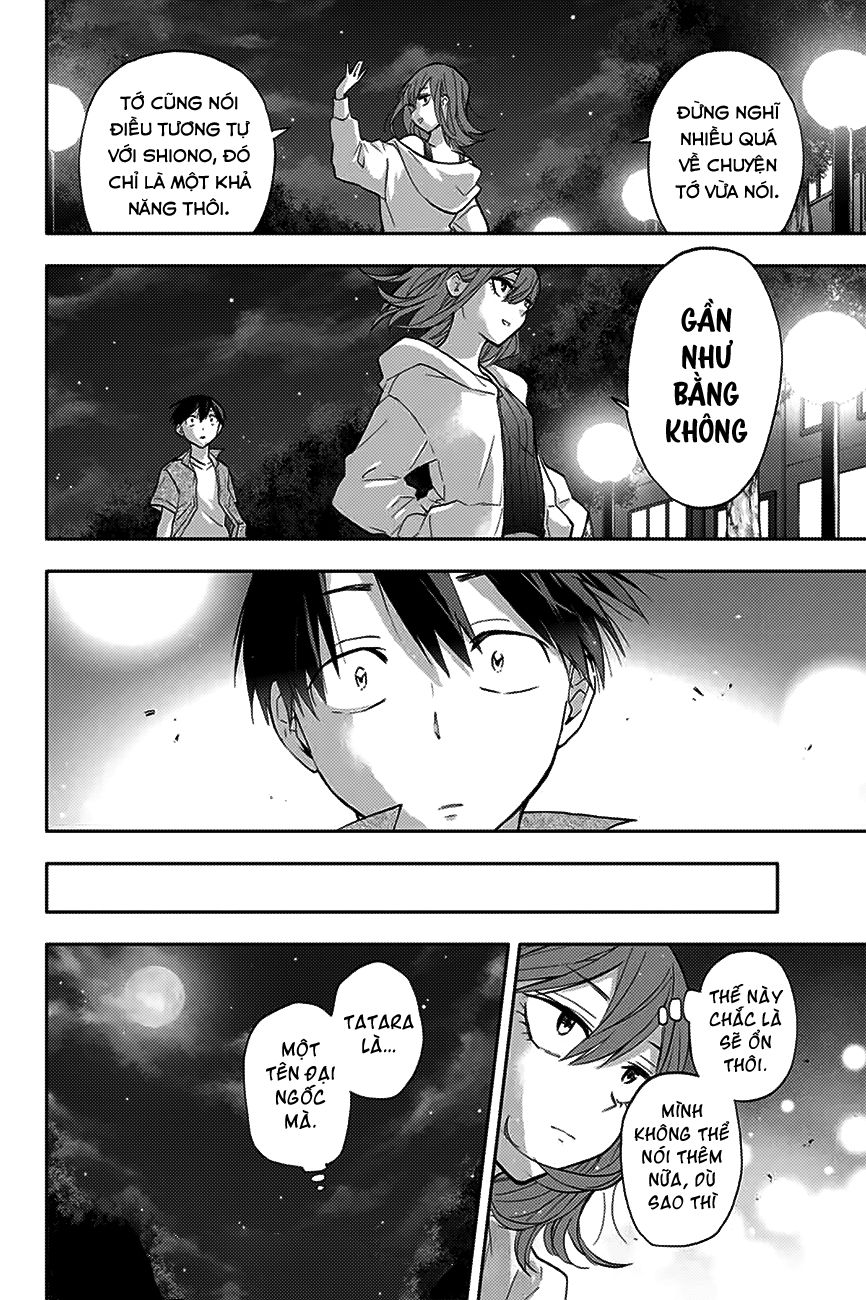 ĐỪNG NGHĨ
NHIỀU QUÁ
VỀ CHUYỆN
TỚ VỪA NÓI.
TỚ CŨNG NÓI
ĐIỀU TƯƠNG TỰ
VỚI SHIONO, ĐÓ
CHỈ LÀ MỘT KHẢ
NĂNG THÔI.
GẦN
NHƯ
BẰNG
KHÔNG
THẾ NÀY
CHẮC LÀ
SẼ ỔN
THÔI.
MÌNH
KHÔNG THỂ
NÓI THÊM
NỮA, DÙ
SAO THÌ
TATARA
LÀ...
MỘT
TÊN ĐẠI
NGỐC
MÀ.